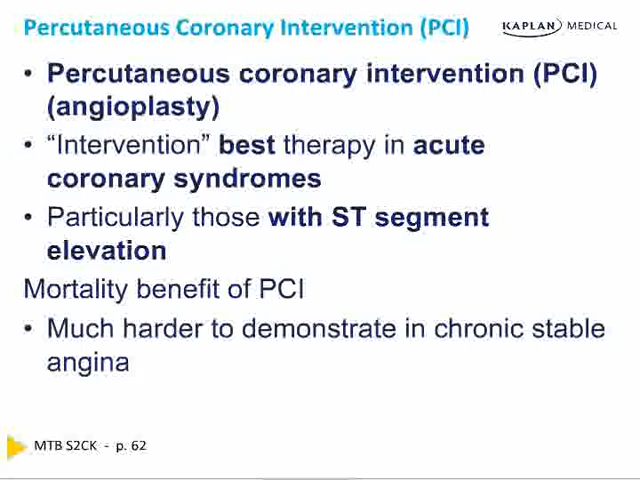 Percutaneous Coronary Intervention (PCI)
KAPLAN MEDICAL
• Percutaneous coronary intervention (PCI)
(angioplasty)
• “Intervention” best therapy in acute
coronary syndromes
• Particularly those with ST segment
elevation
Mortality benefit of PCI
• Much harder to demonstrate in chronic stable
angina
MTB S2CK - p. 62